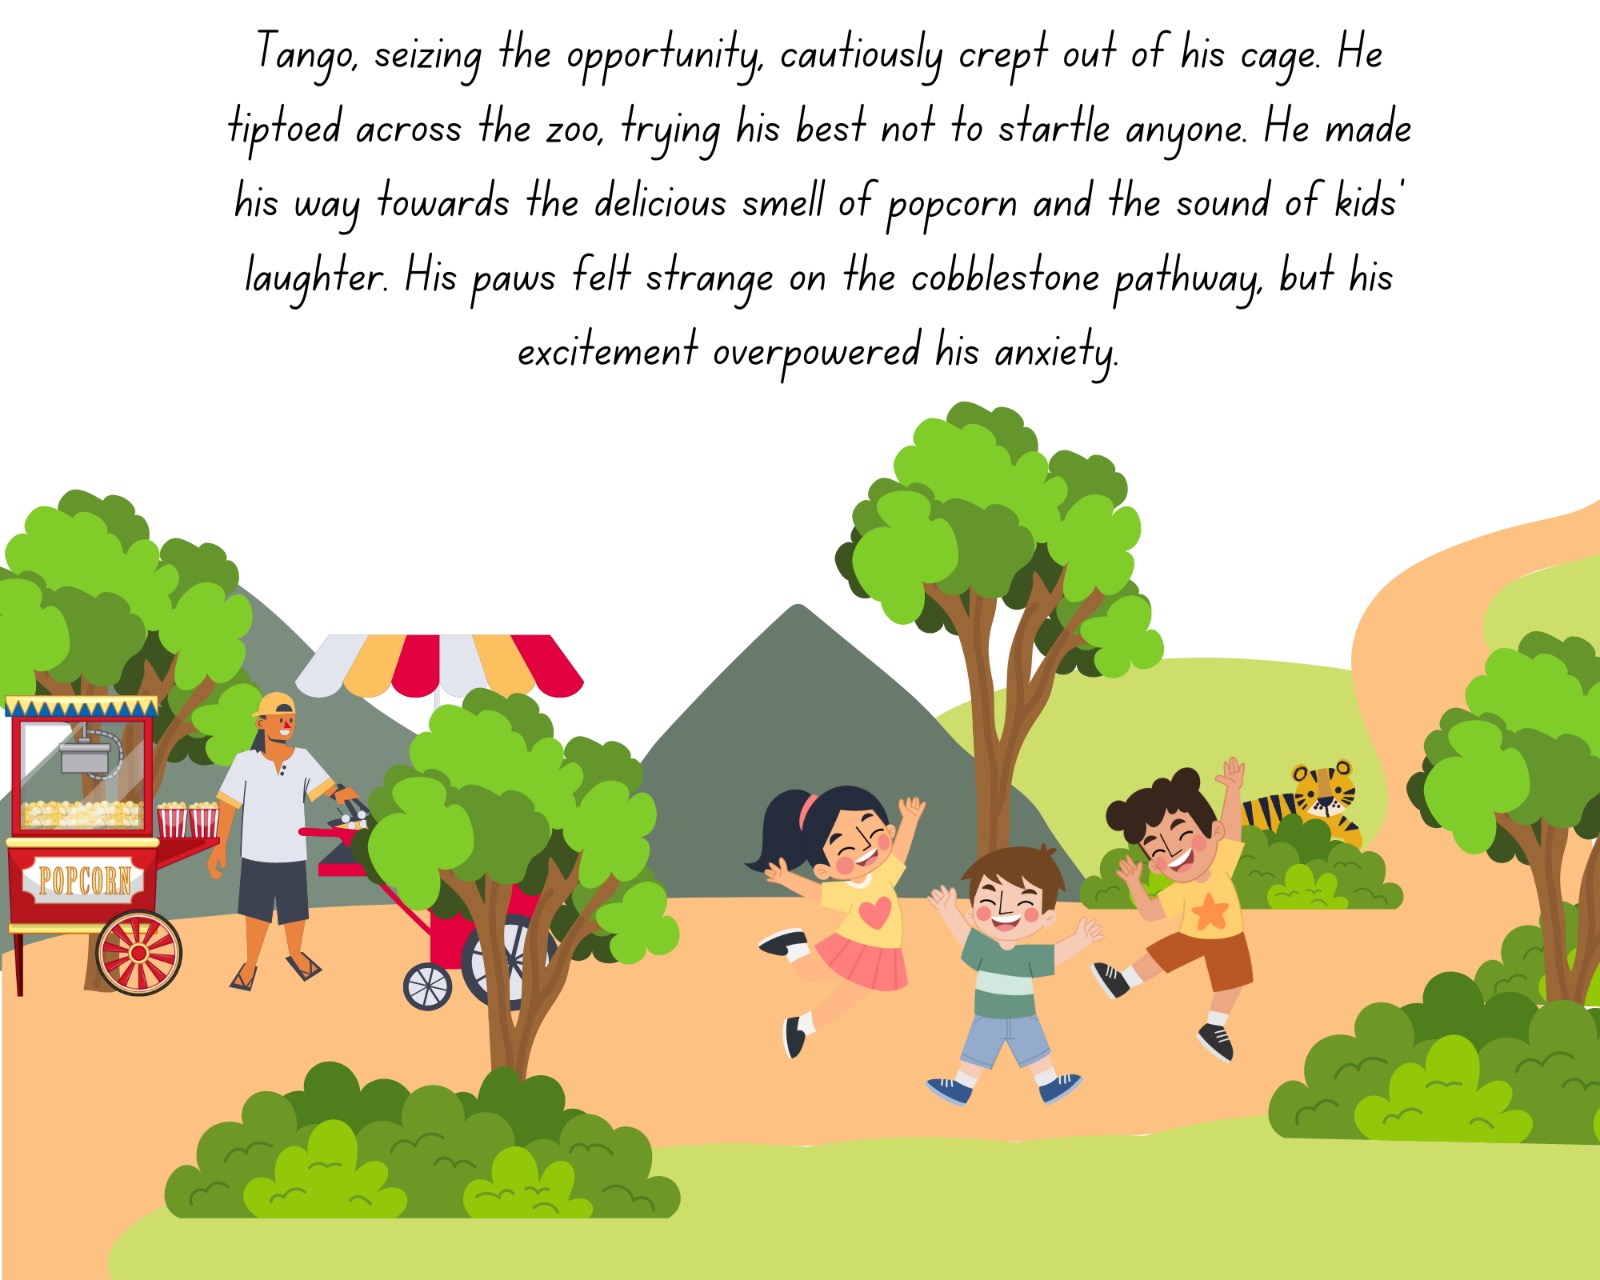 Tango, seizing the opportunity, cautiously crept out of his cage. He
tiptoed across the zoo, trying his best not to startle anyone. He made
his way towards the delicious smell of popcorn and the sound of kids'
laughter. His paws felt strange on the cobblestone pathway, but his
excitement overpowered his anxiety.
POPCORN